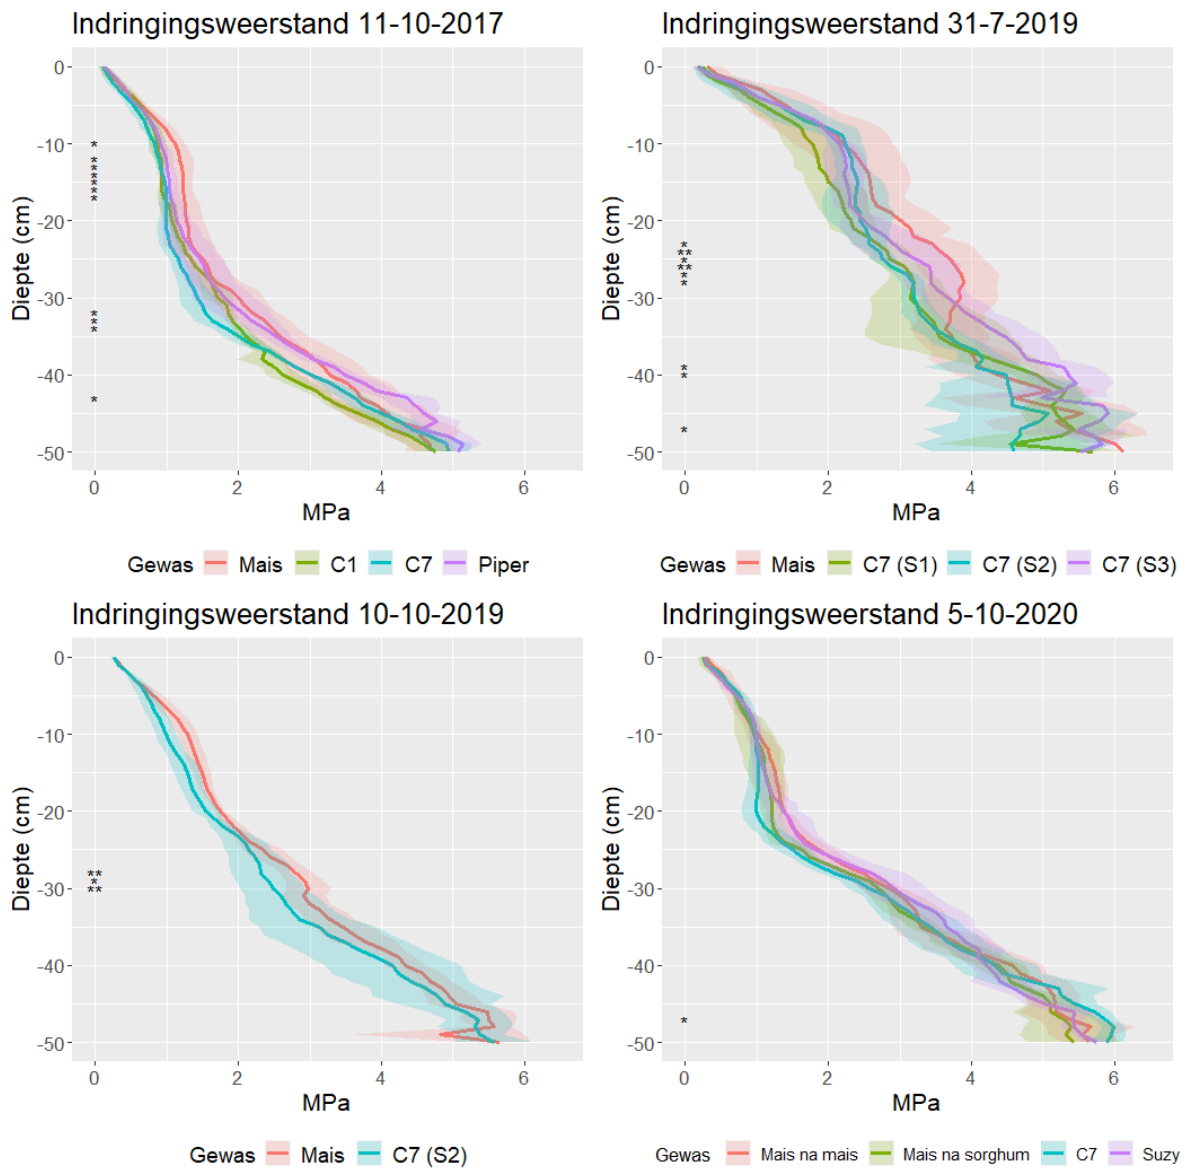 Indringingsweerstand 11-10-2017
0
-10
-20
-30
-40
-50
Diepte (cm)
*
*
*
*
*
*
*
*
*
*
*
0 2 4 6
MPa
Gewas Mais C1 C7 Piper
Indringingsweerstand 31-7-2019
0
-10
-20
-30
-40
-50
Diepte (cm)
*
**
*
**
*
*
*
*
*
0 2 4 6
MPa
Gewas Mais C7 (S1) C7 (S2) C7 (S3)
Indringingsweerstand 10-10-2019
0
-10
-20
-30
-40
-50
Diepte (cm)
**
*
**
0 2 4 6
MPa
Gewas Mais C7 (S2)
Indringingsweerstand 5-10-2020
0
-10
-20
-30
-40
-50
Diepte (cm)
*
0 2 4 6
MPa
Gewas Mais na mais Mais na sorghum C7 Suzy